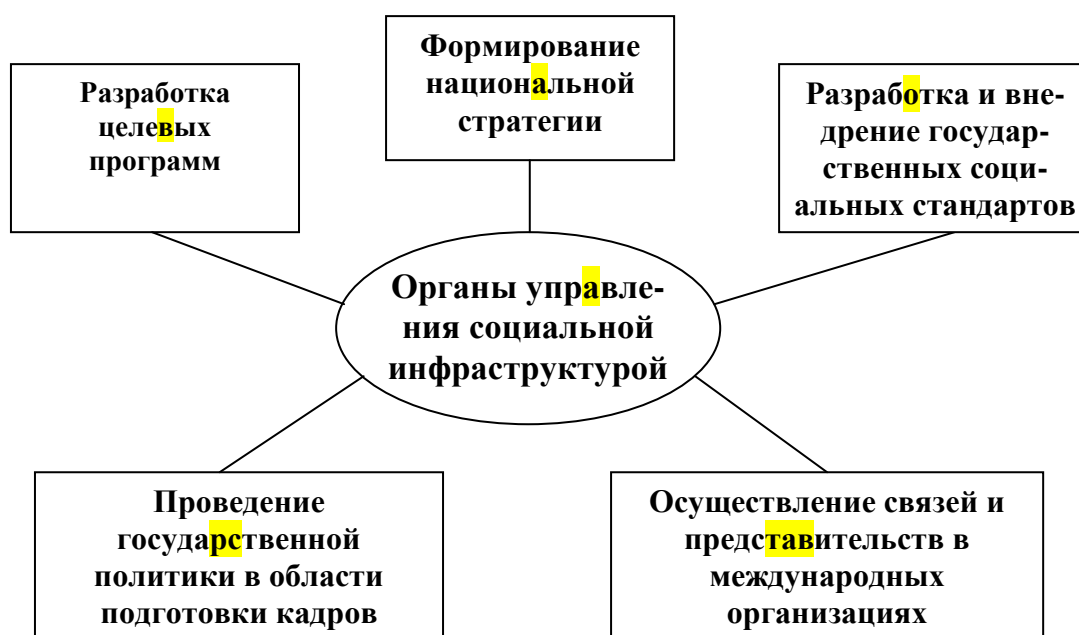 Формирование
национальной
стратегии
Разработка
целевых
программ
Разработка и вне-
дрение государ-
ственных соци-
альных стандартов
Органы управле-
ния социальной
инфраструктурой
Проведение
государственной
политики в области
подготовки кадров
Осуществление связей и
представительств в
международных
организациях